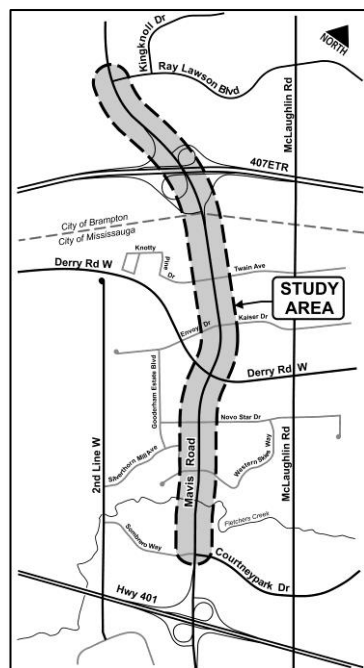 Kingknoll Dr
Ray Lawson Blvd
McLaughlin Rd
NORTH
407ETR
City of Brampton
City of Mississauga
Knotty
Pine
Dr
Derry Rd W
Twain Ave
STUDY
AREA
Envoy Dr
Kaiser Dr
Derry Rd W
Gooderham Estate Blvd
Novo Star Dr
2nd Line W
Silverthorn Mill Ave
Mavis Road
Western Skies Way
McLaughlin Rd
Fletchers Creek
Sombrero Way
Courtneypark Dr
Hwy 401